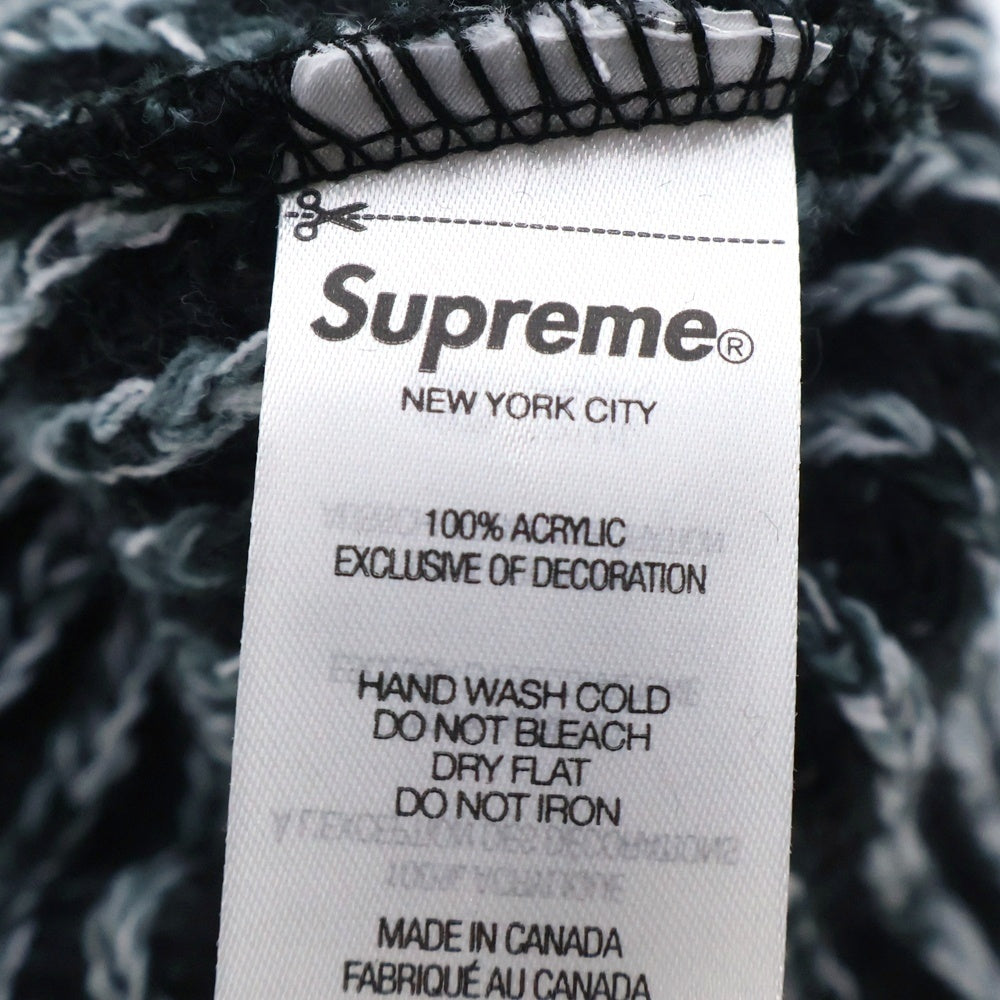 Supreme®
NEW YORK CITY
100% ACRYLIC
EXCLUSIVE OF DECORATION
HAND WASH COLD
DO NOT BLEACH
DRY FLAT
DO NOT IRON
MADE IN CANADA
FABRIQUÉ AU CANADA